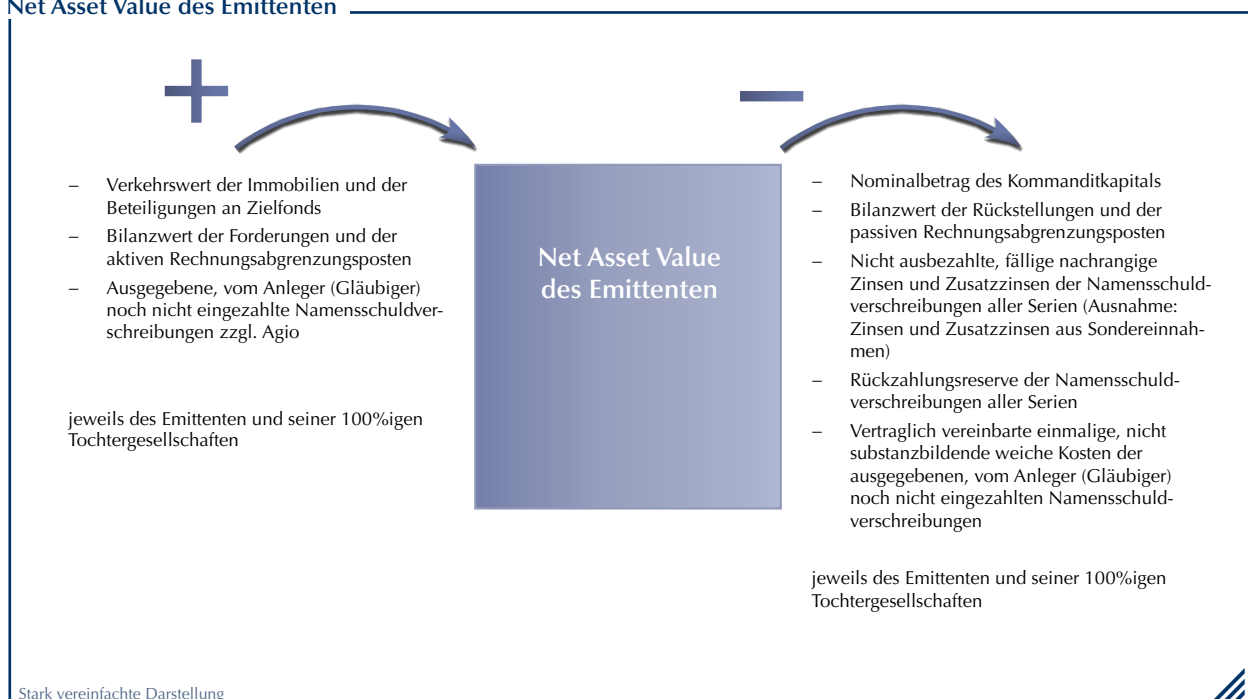 Net Asset Value des Emittenten
– Verkehrswert der Immobilien und der
Beteiligungen an Zielfonds
– Bilanzwert der Forderungen und der
aktiven Rechnungsabgrenzungsposten
– Ausgegebene, vom Anleger (Gläubiger)
noch nicht eingezahlte Namensschuldver-
schreibungen zzgl. Agio
jeweils des Emittenten und seiner 100%igen
Tochtergesellschaften
Net Asset Value
des Emittenten
– Nominalbetrag des Kommanditkapitals
– Bilanzwert der Rückstellungen und der
passiven Rechnungsabgrenzungsposten
– Nicht ausbezahlte, fällige nachrangige
Zinsen und Zusatzzinsen der Namensschuld-
verschreibungen aller Serien (Ausnahme:
Zinsen und Zusatzzinsen aus Sondereinnah-
men)
– Rückzahlungsreserve der Namensschuld-
verschreibungen aller Serien
– Vertraglich vereinbarte einmalige, nicht
substanzbildende weiche Kosten der
ausgegebenen, vom Anleger (Gläubiger)
noch nicht eingezahlten Namensschuld-
verschreibungen
jeweils des Emittenten und seiner 100%igen
Tochtergesellschaften
Stark vereinfachte Darstellung